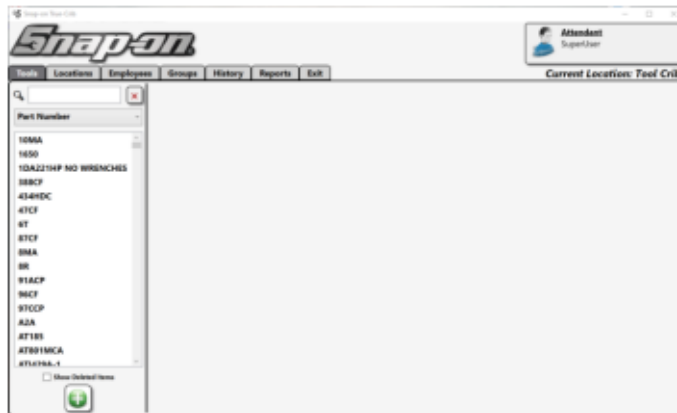 Snap-on Tool Crib
Snap-on
Attendant
SuperUser
Tools Locations Employees Groups History Reports Exit
Current Location: Tool Crib
Part Number
10MA
1650
1DA221HP NO WRENCHES
388CF
434HDC
47CF
6T
87CF
8MA
8R
91ACP
96CF
97CCP
A2A
AT185
AT801MCA
Show Deleted Items